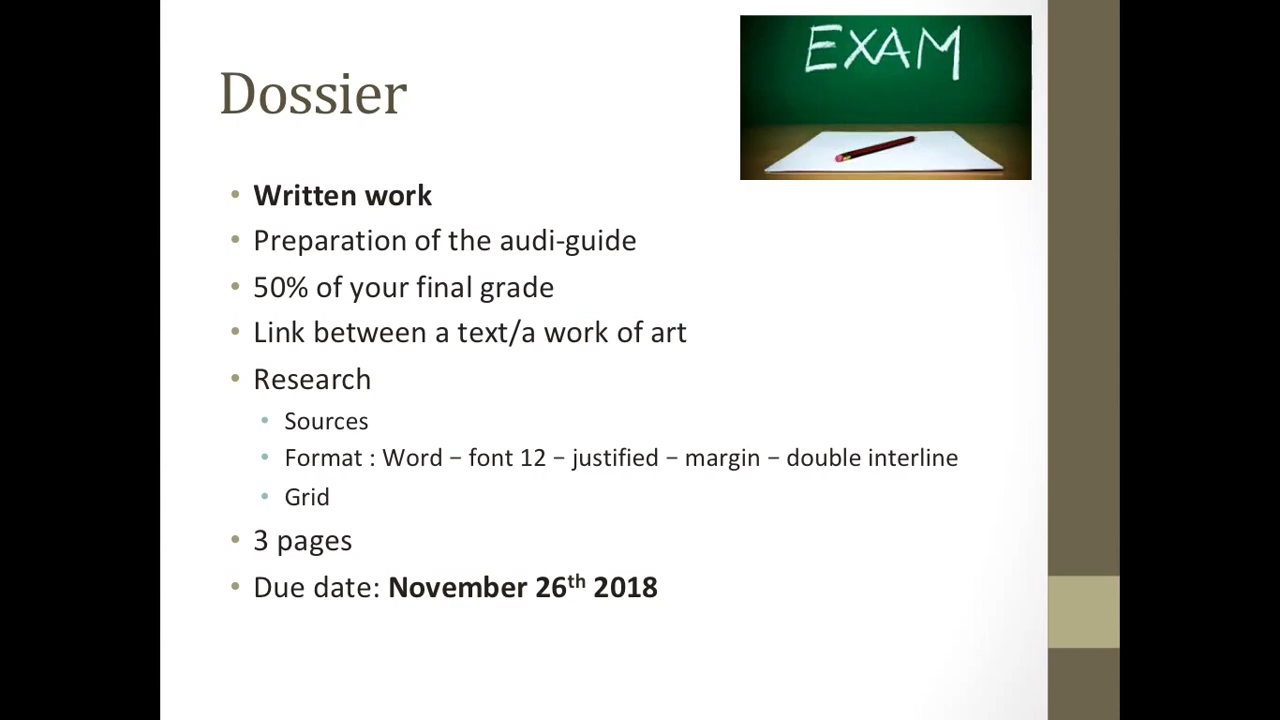 EXAM
Dossier
• Written work
• Preparation of the audi-guide
• 50% of your final grade
• Link between a text/a work of art
• Research
• Sources
• Format : Word – font 12 – justified – margin – double interline
• Grid
• 3 pages
• Due date: November 26th 2018